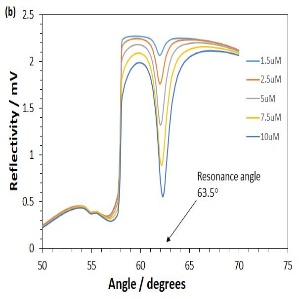 (b)
2.5
2
1.5
1
0.5
0
50 55 60 65 70 75
Reflectivity / mV
Angle / degrees
1.5uM
2.5uM
5uM
7.5uM
10uM
Resonance angle
63.5°